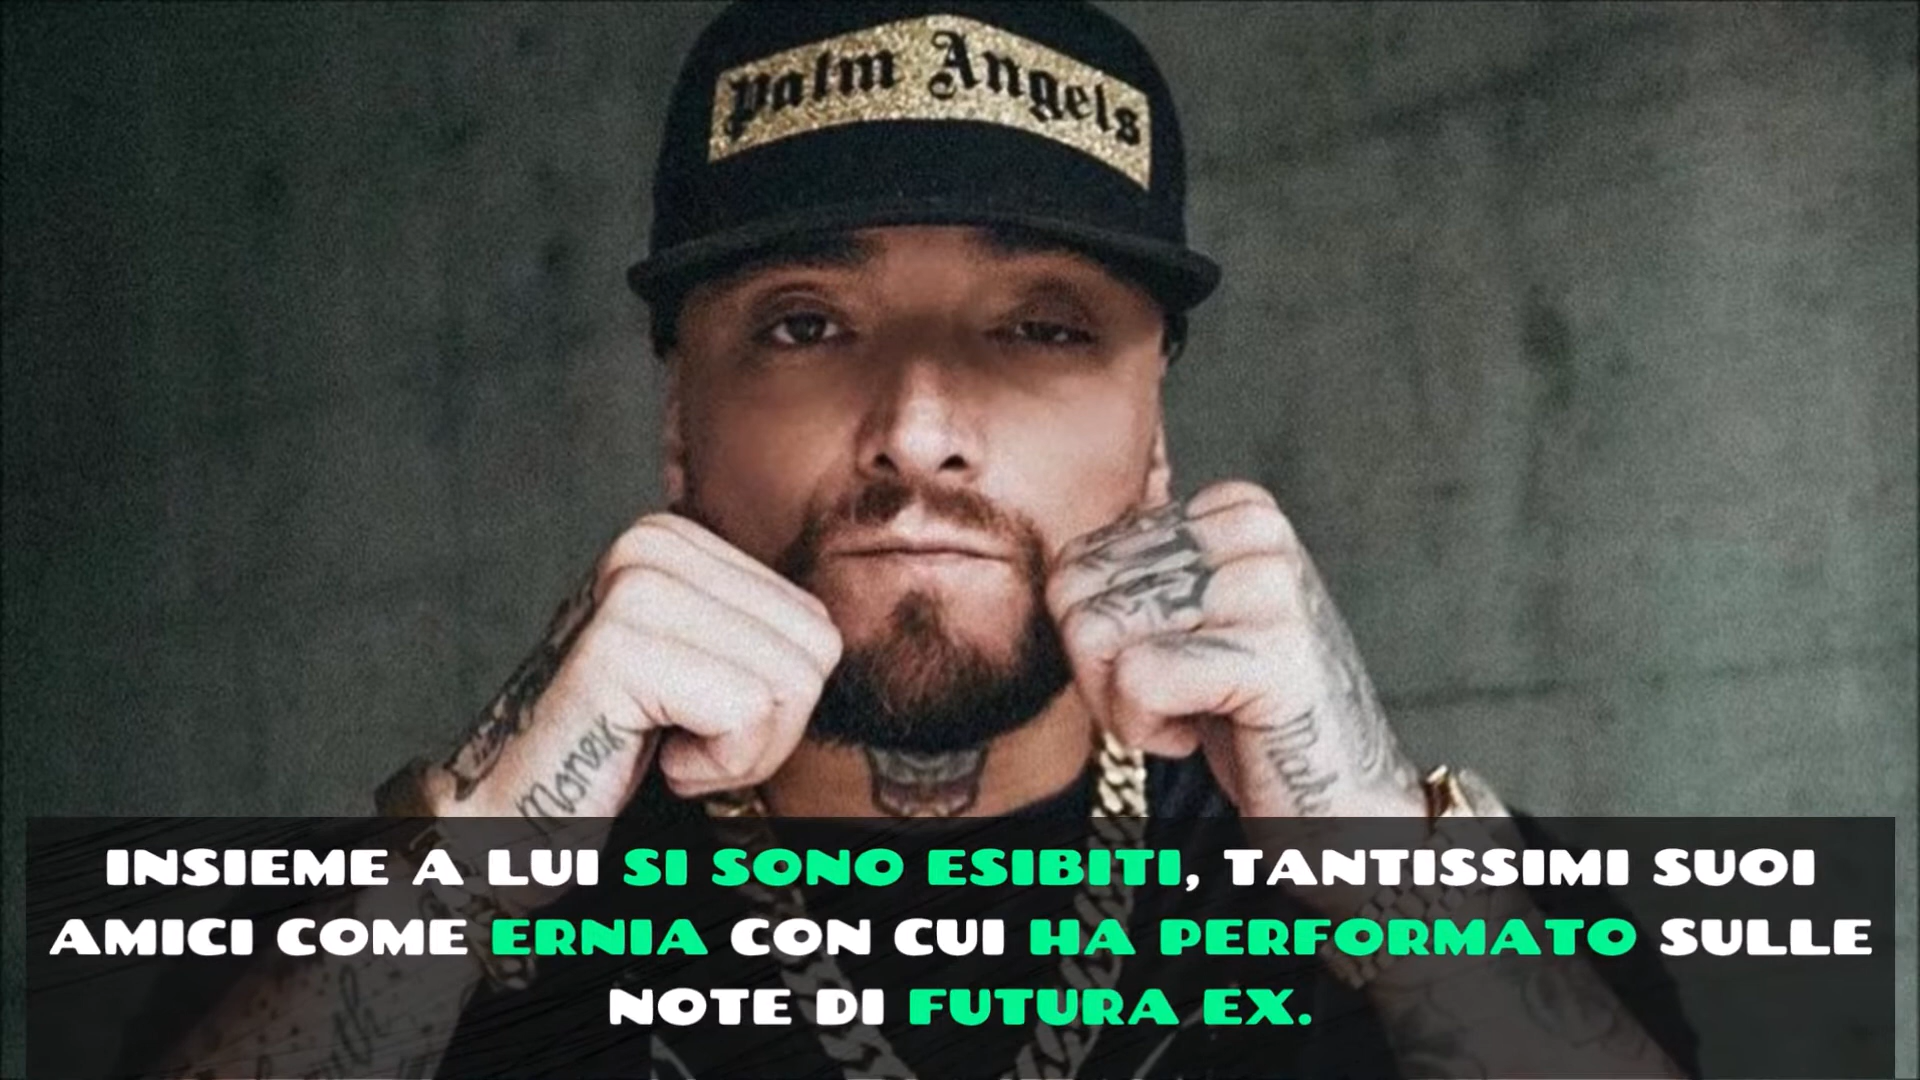 Palm Angels
Money
INSIEME A LUI SI SONO ESIBITI, TANTISSIMI SUOI
AMICI COME ERNIA CON CUI HA PERFORMATO SULLE
NOTE DI FUTURA EX.